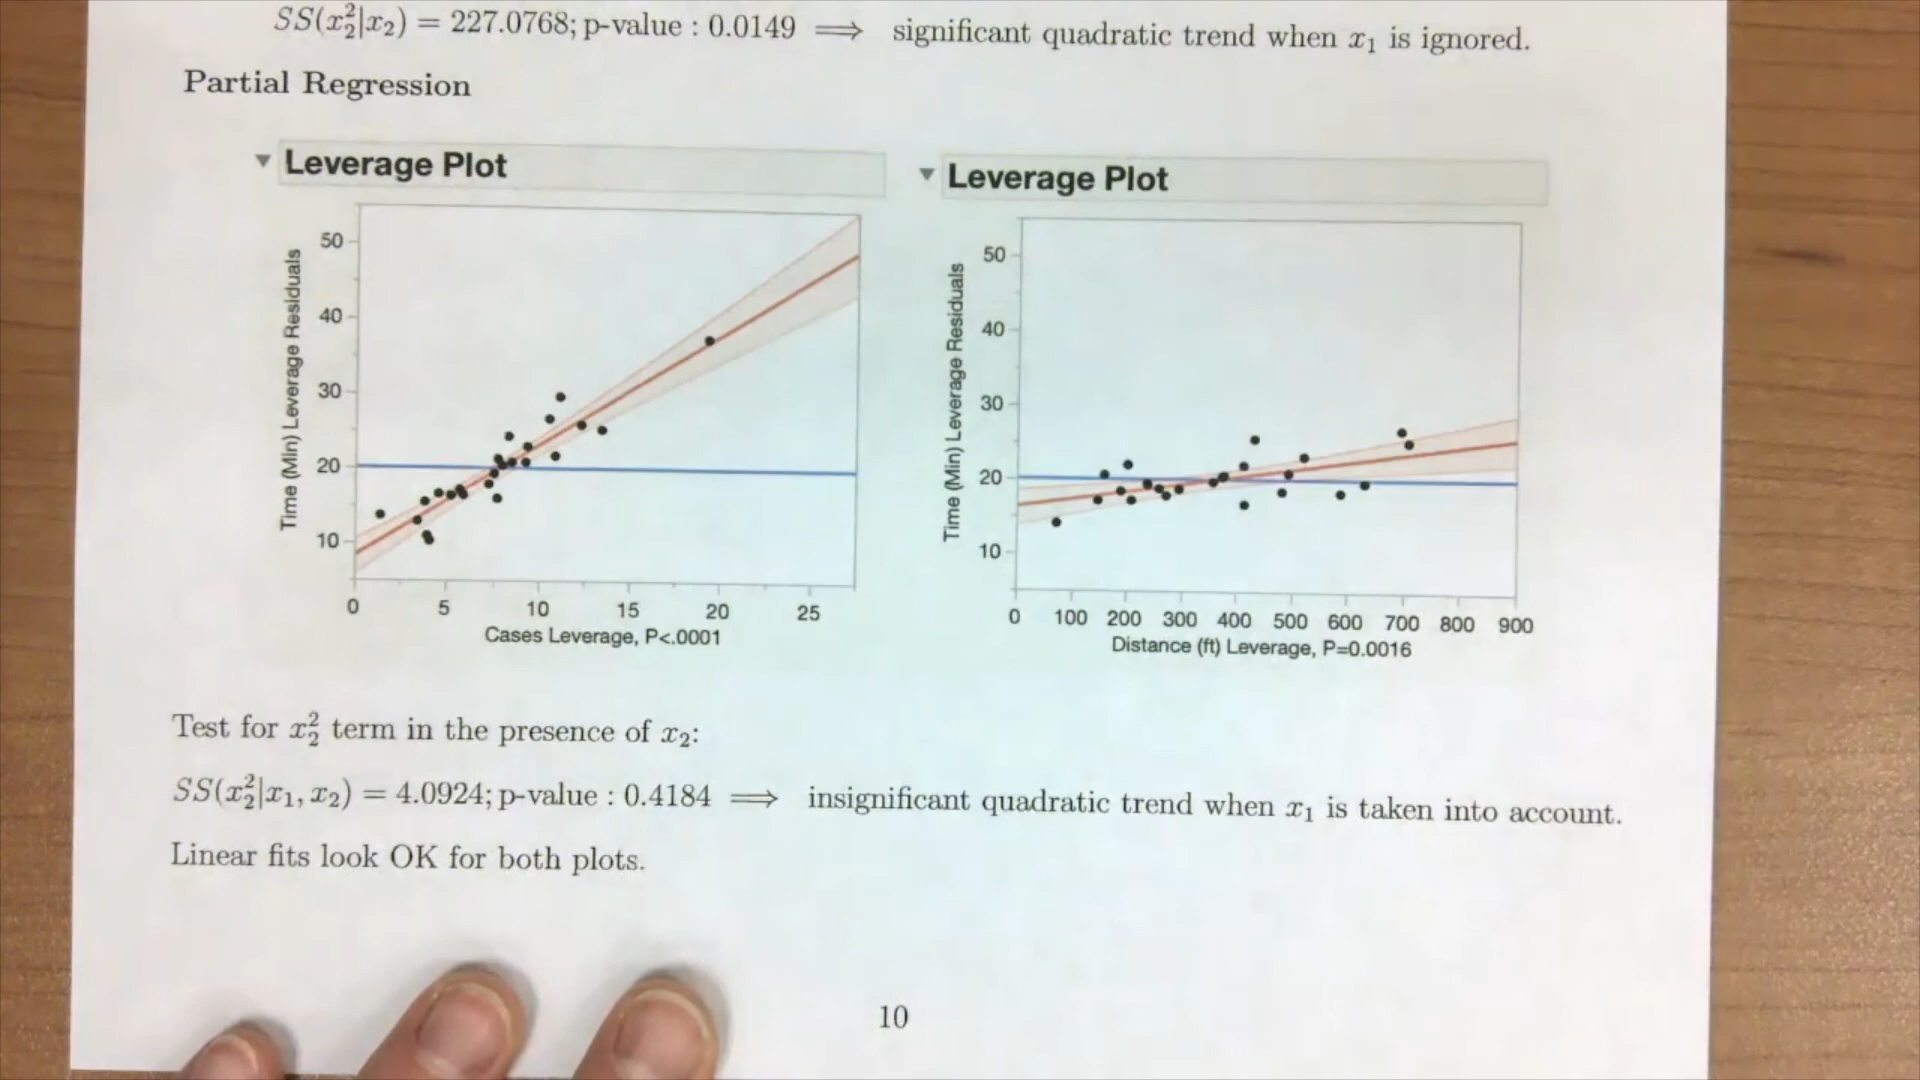 SS(x₂²|x₂) = 227.0768; p-value : 0.0149 ⟹ significant quadratic trend when x₁ is ignored.
Partial Regression
Leverage Plot
Time (Min) Leverage Residuals
50
40
30
20
10
0 5 10 15 20 25
Cases Leverage, P<.0001
Leverage Plot
Time (Min) Leverage Residuals
50
40
30
20
10
0 100 200 300 400 500 600 700 800 900
Distance (ft) Leverage, P=0.0016
Test for x₂² term in the presence of x₂:
SS(x₂²|x₁, x₂) = 4.0924; p-value : 0.4184 ⟹ insignificant quadratic trend when x₁ is taken into account.
Linear fits look OK for both plots.
10